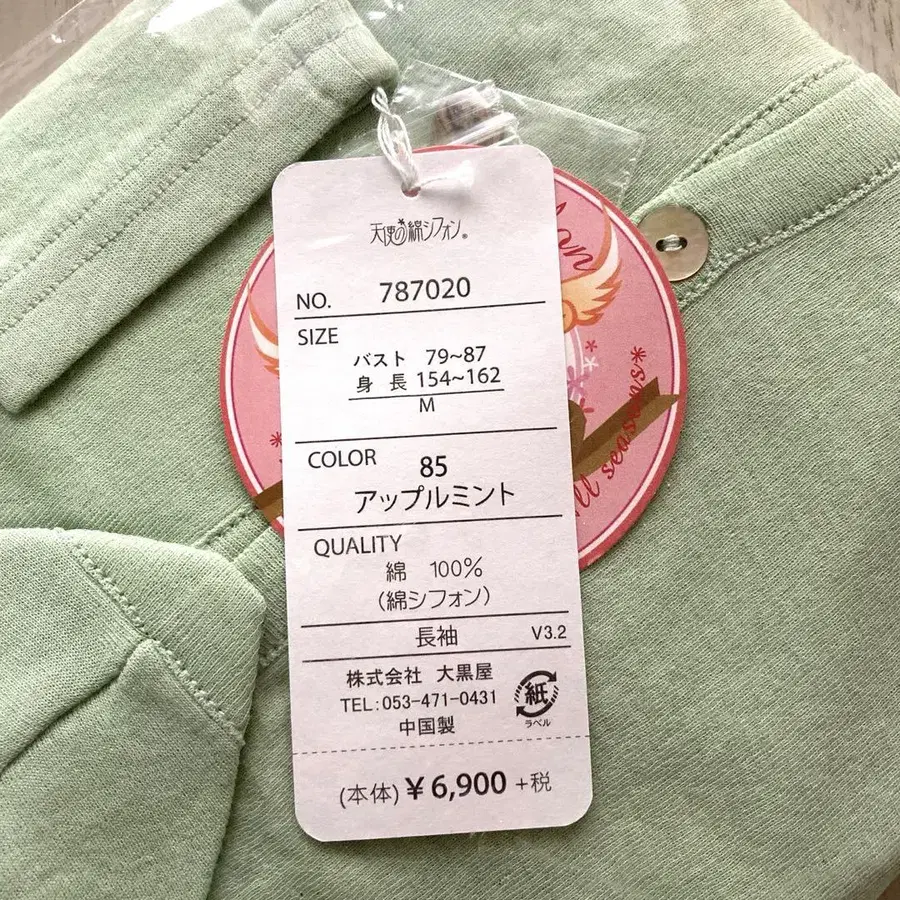 天使の綿シフォン®
NO. 787020
SIZE
バスト 79~87
身 長 154~162
M
COLOR 85
アップルミント
QUALITY
綿 100%
(綿シフォン)
長袖 V3.2
株式会社 大黒屋
TEL:053-471-0431
中国製
紙
ラベル
(本体) ¥6,900 +税
all seasons*